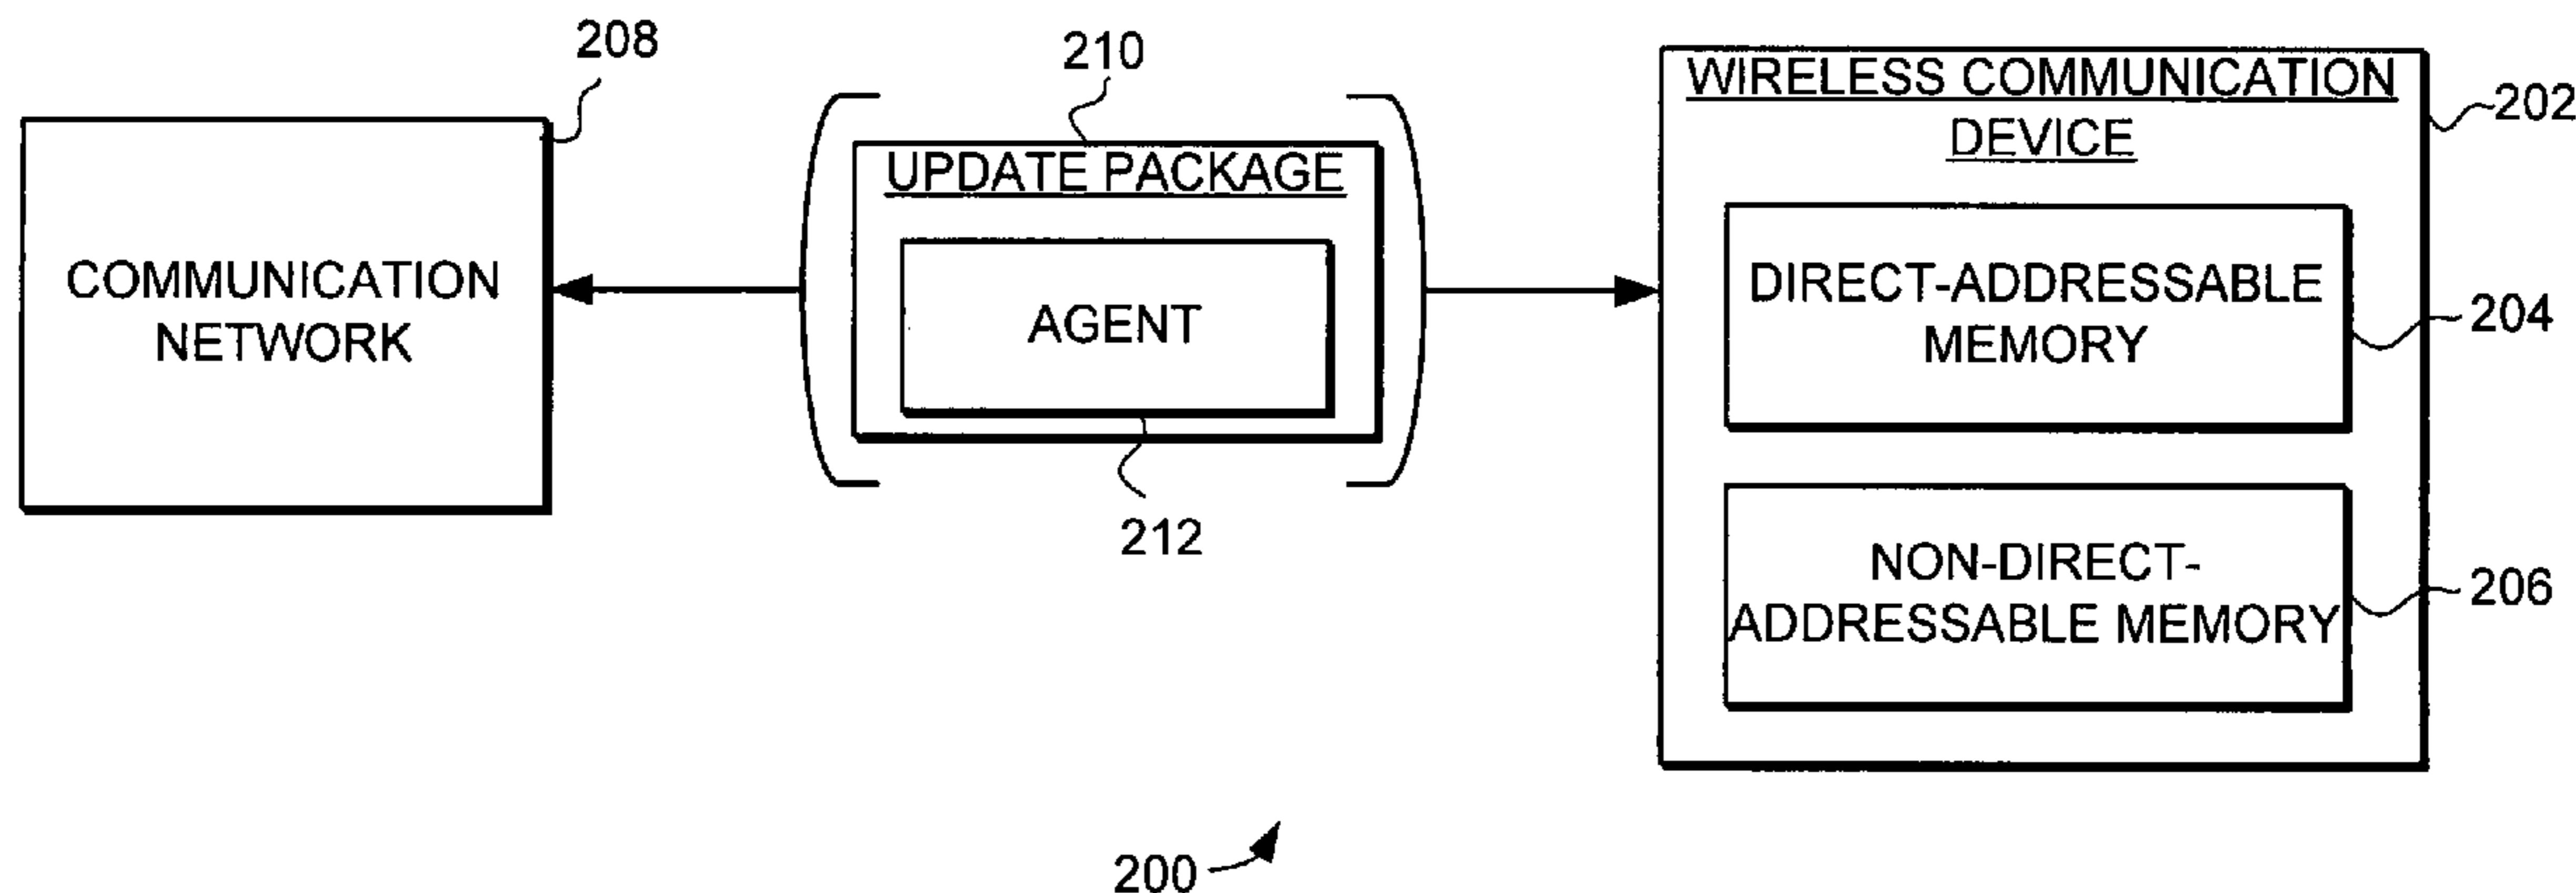 208
COMMUNICATION
NETWORK
210
UPDATE PACKAGE
AGENT
212
WIRELESS COMMUNICATION
DEVICE
202
DIRECT-ADDRESSABLE
MEMORY
204
NON-DIRECT-
ADDRESSABLE MEMORY
206
200